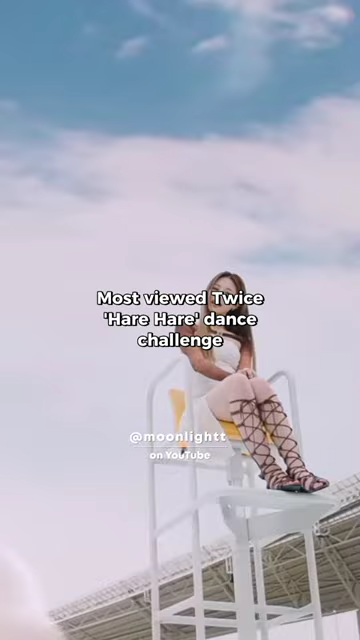 Most viewed Twice
'Hare Hare' dance
challenge
@moonlightt
on YouTube